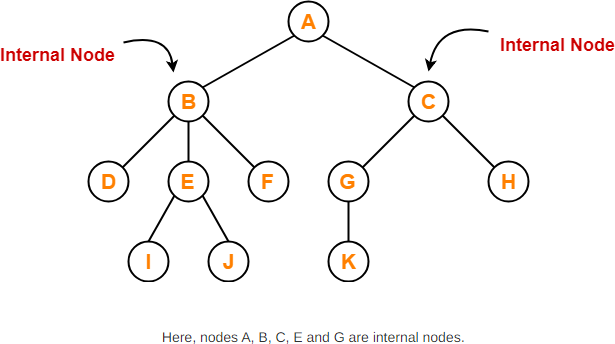 A
Internal Node
Internal Node
B
C
D
E
F
G
H
I
J
K
Here, nodes A, B, C, E and G are internal nodes.